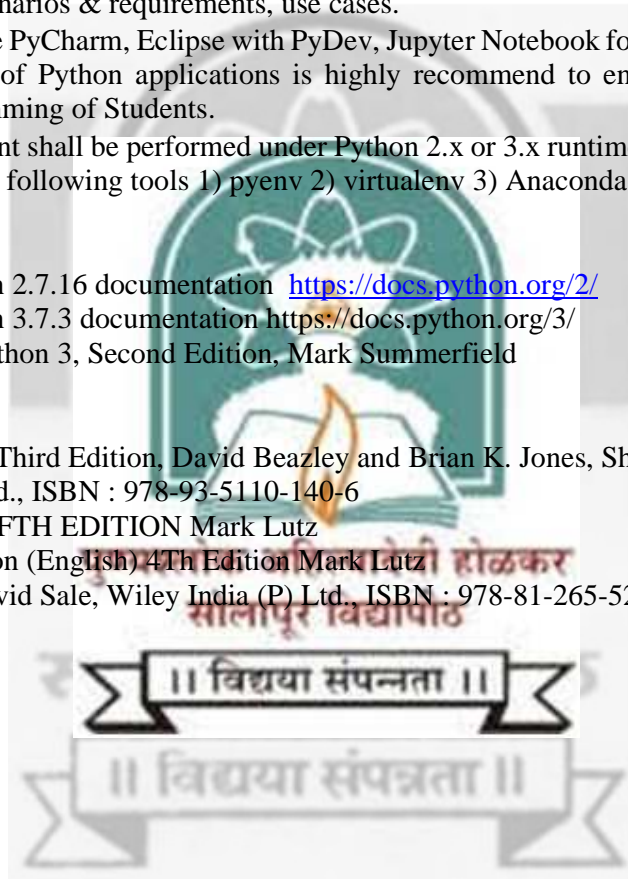 narios & requirements, use cases.
e PyCharm, Eclipse with PyDev, Jupyter Notebook fo
of Python applications is highly recommend to en
ming of Students.
nt shall be performed under Python 2.x or 3.x runtim
following tools 1) pyenv 2) virtualenv 3) Anaconda
n 2.7.16 documentation https://docs.python.org/2/
n 3.7.3 documentation https://docs.python.org/3/
thon 3, Second Edition, Mark Summerfield
Third Edition, David Beazley and Brian K. Jones, Sh
d., ISBN : 978-93-5110-140-6
FTH EDITION Mark Lutz
on (English) 4Th Edition Mark Lutz
होळकर
vid Sale, Wiley India (P) Ltd., ISBN : 978-81-265-52
सोलापूर विद्यापीठ
।। विद्यया संपन्नता ।।
।। विद्यया संपन्नता ।।